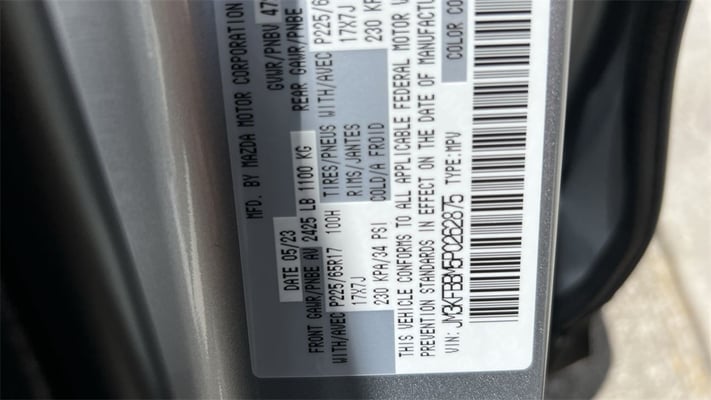 MFD. BY MAZDA MOTOR CORPORATION
DATE 05/23 GVWR/PNBV 47
FRONT GAWR/PNBE AV 2425 LB 1100 KG REAR GAWR/PNBE
WITH/AVEC P225/65R17 100H TIRES/PNEUS WITH/AVEC P225/6
17X7J RIMS/JANTES 17X7J
230 KPA/34 PSI COLD/A FROID 230 KP
THIS VEHICLE CONFORMS TO ALL APPLICABLE FEDERAL MOTOR V
PREVENTION STANDARDS IN EFFECT ON THE DATE OF MANUFACTU
VIN: JM3KFBBM5P0262875 TYPE:MPV COLOR CO